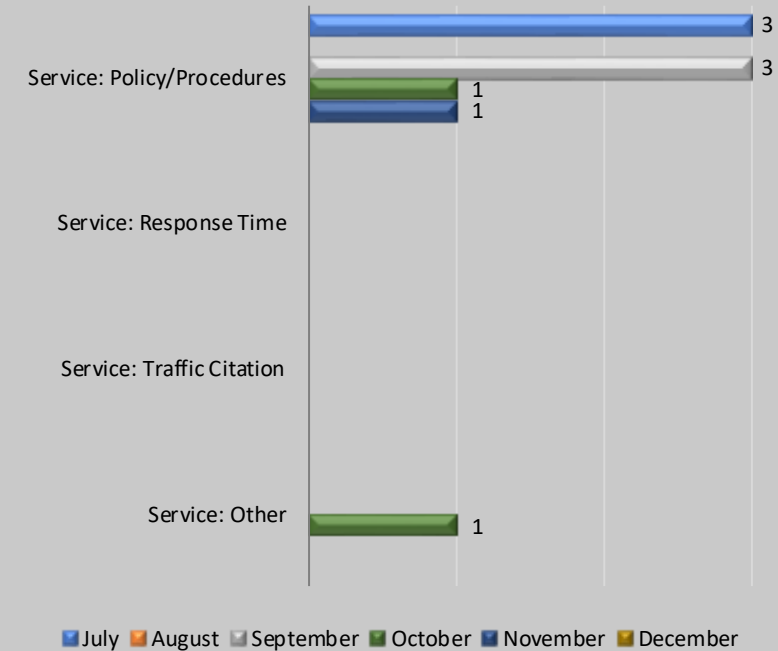 3
Service: Policy/Procedures
3
1
1
Service: Response Time
Service: Traffic Citation
Service: Other
1
July August September October November December